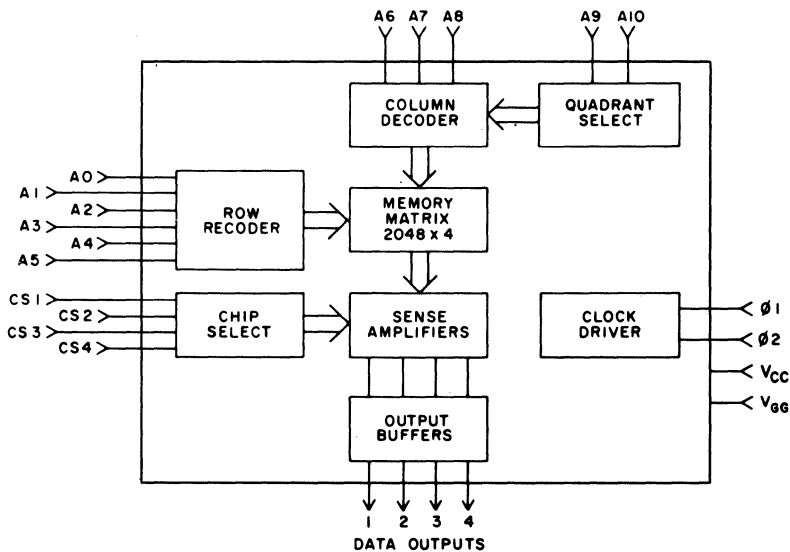 A6 A7 A8 A9 A10
COLUMN
DECODER
QUADRANT
SELECT
A0
A1
A2
A3
A4
A5
ROW
RECODER
MEMORY
MATRIX
2048 x 4
CS1
CS2
CS3
CS4
CHIP
SELECT
SENSE
AMPLIFIERS
CLOCK
DRIVER
Ø1
Ø2
VCC
VGG
OUTPUT
BUFFERS
1 2 3 4
DATA OUTPUTS